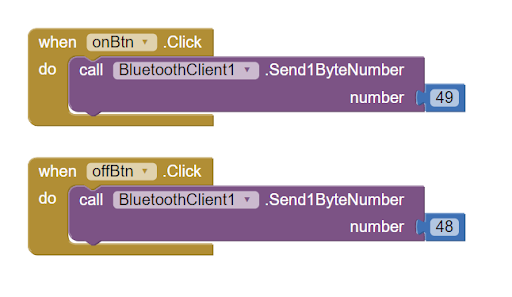 when onBtn .Click
do call BluetoothClient1 .Send1ByteNumber
number 49
when offBtn .Click
do call BluetoothClient1 .Send1ByteNumber
number 48